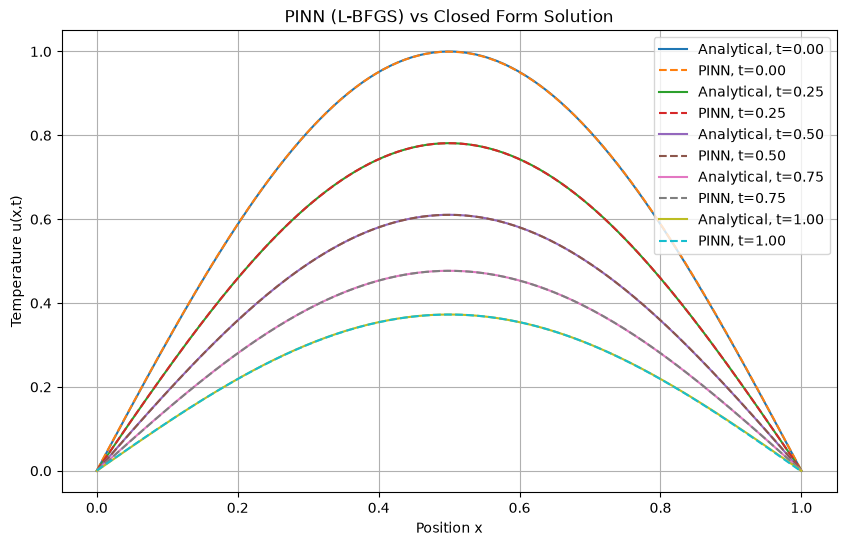 PINN (L-BFGS) vs Closed Form Solution
Analytical, t=0.00
PINN, t=0.00
Analytical, t=0.25
PINN, t=0.25
Analytical, t=0.50
PINN, t=0.50
Analytical, t=0.75
PINN, t=0.75
Analytical, t=1.00
PINN, t=1.00
Temperature u(x,t)
1.0
0.8
0.6
0.4
0.2
0.0
0.0 0.2 0.4 0.6 0.8 1.0
Position x